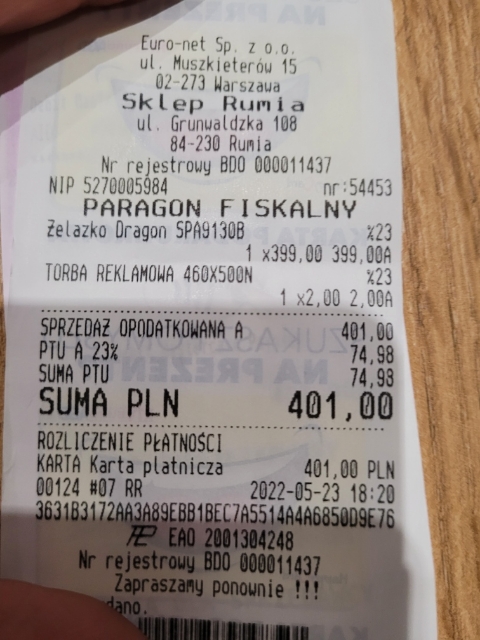 Euro-net Sp. z o.o.
ul. Muszkieterów 15
02-273 Warszawa
Sklep Rumia
ul. Grunwaldzka 108
84-230 Rumia
Nr rejestrowy BDO 000011437
NIP 5270005984 nr:54453
PARAGON FISKALNY
Żelazko Dragon SPA9130B %23
1 x399,00 399,00A
TORBA REKLAMOWA 460X500N %23
1 x2,00 2,00A
SPRZEDAŻ OPODATKOWANA A 401,00
PTU A 23% 74,98
SUMA PTU 74,98
SUMA PLN 401,00
ROZLICZENIE PŁATNOŚCI
KARTA Karta płatnicza 401,00 PLN
00124 #07 RR 2022-05-23 18:20
3631B3172AA3A89EBB1BEC7A5514A4A6850D9E76
EAO 2001304248
Nr rejestrowy BDO 000011437
Zapraszamy ponownie !!!